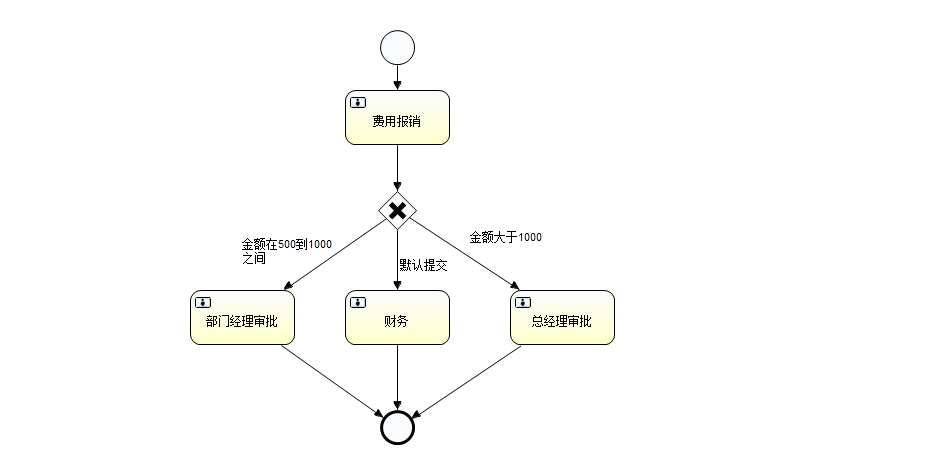 费用报销
金额在500到1000
之间
金额大于1000
默认提交
部门经理审批
财务
总经理审批